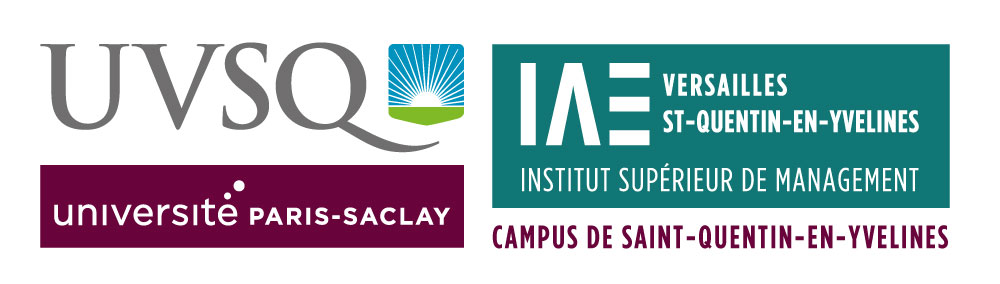 UVSQ
université PARIS-SACLAY
IAE VERSAILLES
ST-QUENTIN-EN-YVELINES
INSTITUT SUPÉRIEUR DE MANAGEMENT
CAMPUS DE SAINT-QUENTIN-EN-YVELINES